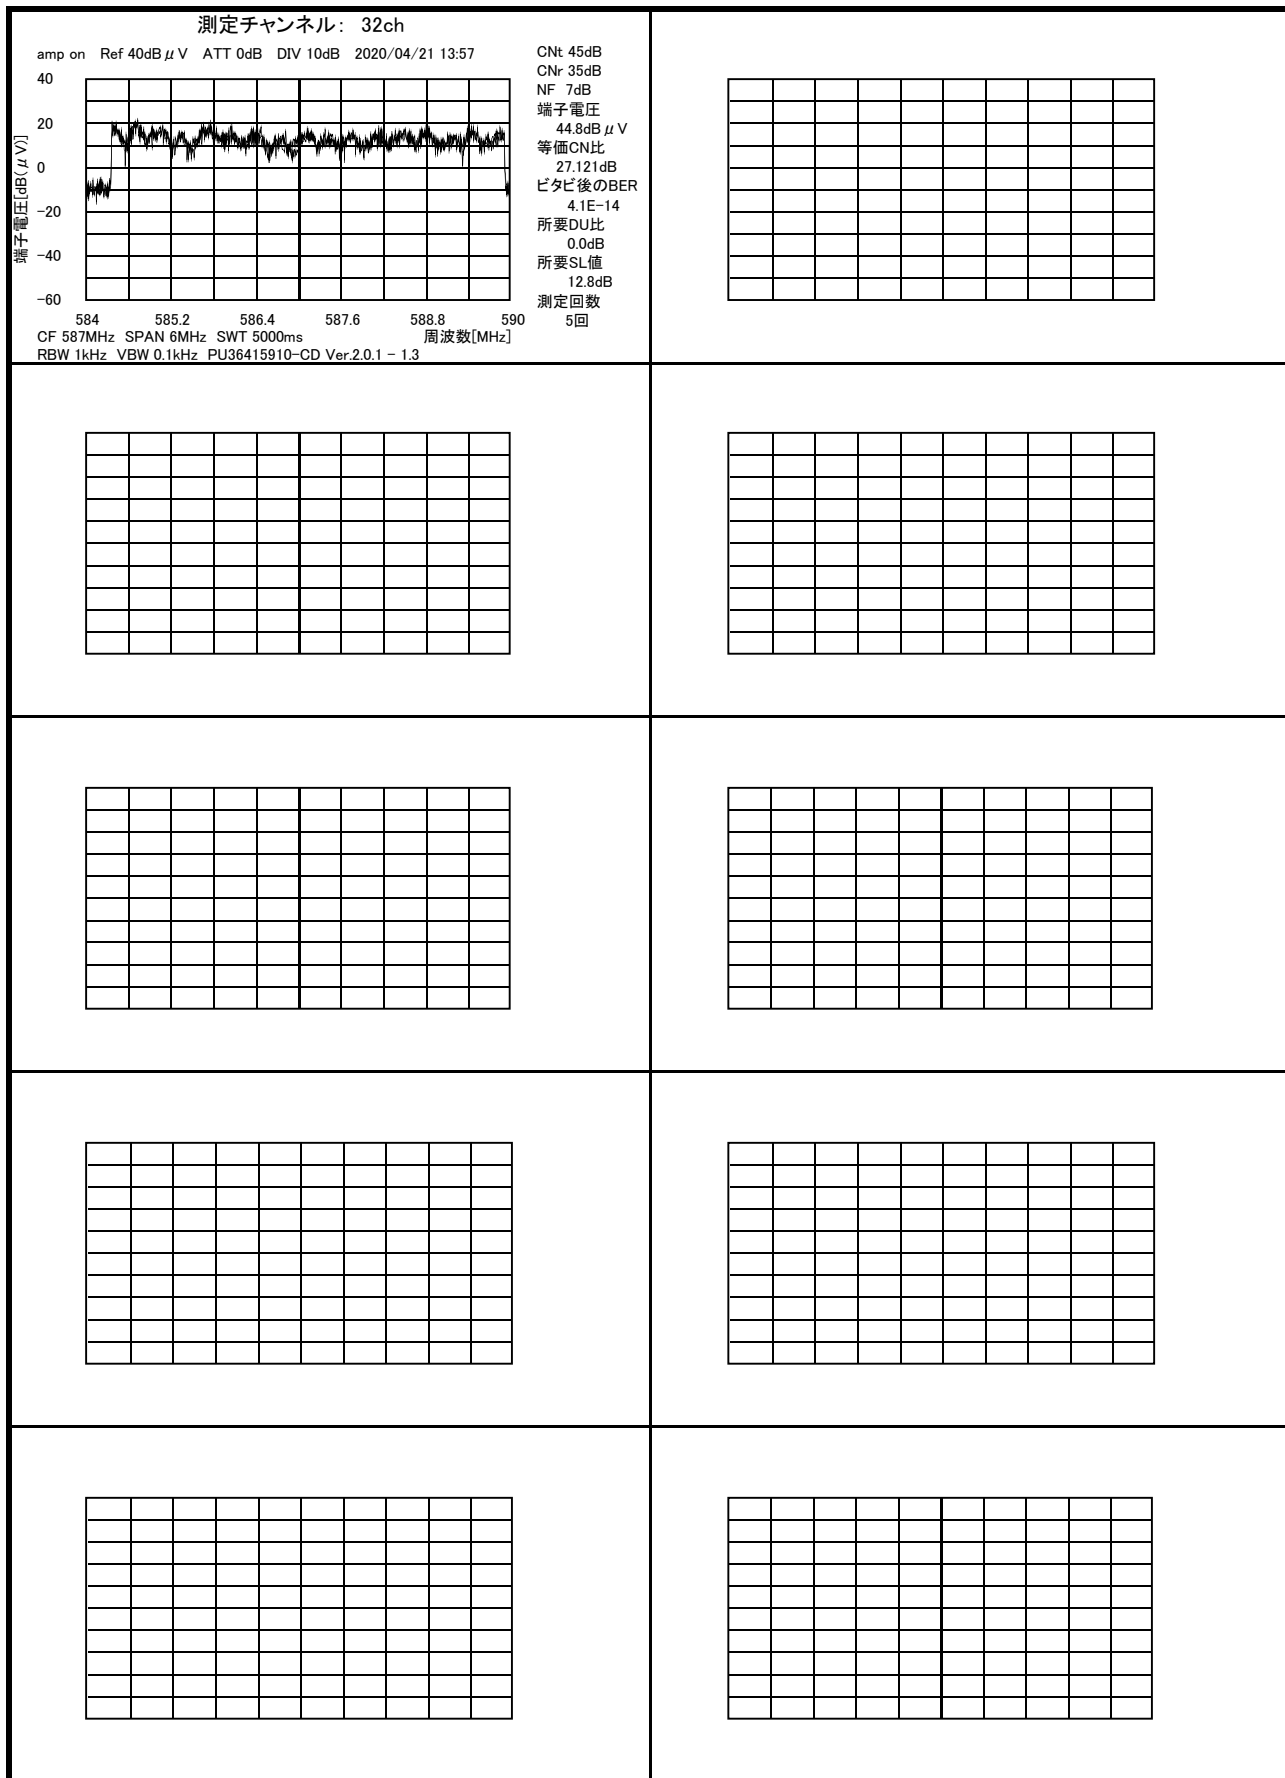 測定チャンネル： 32ch
amp on Ref 40dBμV ATT 0dB DIV 10dB 2020/04/21 13:57
端子電圧[dB(μV)]
40
20
0
-20
-40
-60
584 585.2 586.4 587.6 588.8 590
CF 587MHz SPAN 6MHz SWT 5000ms 周波数[MHz]
RBW 1kHz VBW 0.1kHz PU36415910-CD Ver.2.0.1 - 1.3
CNt 45dB
CNr 35dB
NF 7dB
端子電圧
44.8dBμV
等価CN比
27.121dB
ビタビ後のBER
4.1E-14
所要DU比
0.0dB
所要SL値
12.8dB
測定回数
5回